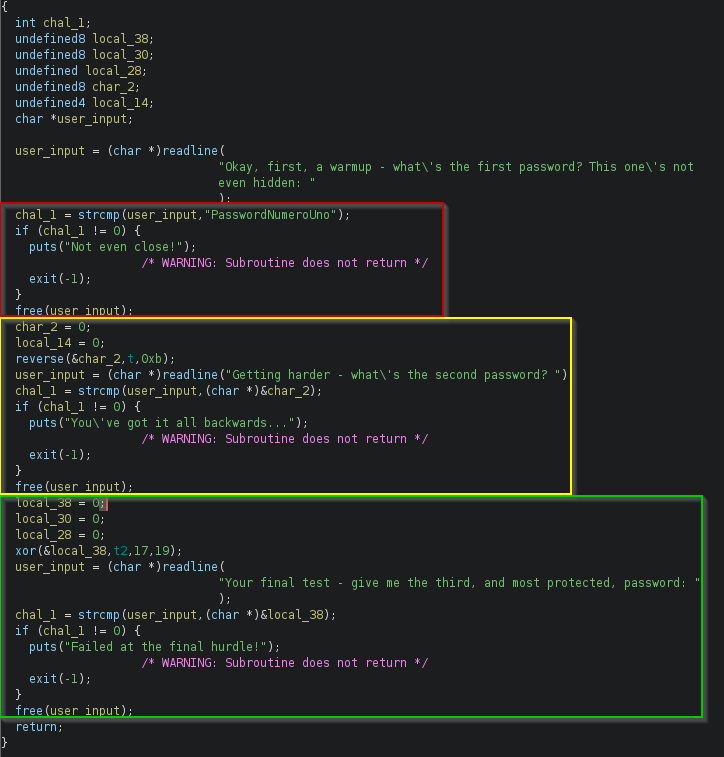 {
int chal_1;
undefined8 local_38;
undefined8 local_30;
undefined local_28;
undefined8 char_2;
undefined4 local_14;
char *user_input;
user_input = (char *)readline(
"Okay, first, a warmup - what\'s the first password? This one\'s not
even hidden: "
);
chal_1 = strcmp(user_input,"PasswordNumeroUno");
if (chal_1 != 0) {
puts("Not even close!");
/* WARNING: Subroutine does not return */
exit(-1);
}
free(user_input);
char_2 = 0;
local_14 = 0;
reverse(&char_2,t,0xb);
user_input = (char *)readline("Getting harder - what\'s the second password? ")
chal_1 = strcmp(user_input,(char *)&char_2);
if (chal_1 != 0) {
puts("You\'ve got it all backwards...");
/* WARNING: Subroutine does not return */
exit(-1);
}
free(user_input);
local_38 = 0;
local_30 = 0;
local_28 = 0;
xor(&local_38,t2,17,19);
user_input = (char *)readline(
"Your final test - give me the third, and most protected, password: "
);
chal_1 = strcmp(user_input,(char *)&local_38);
if (chal_1 != 0) {
puts("Failed at the final hurdle!");
/* WARNING: Subroutine does not return */
exit(-1);
}
free(user_input);
return;
}